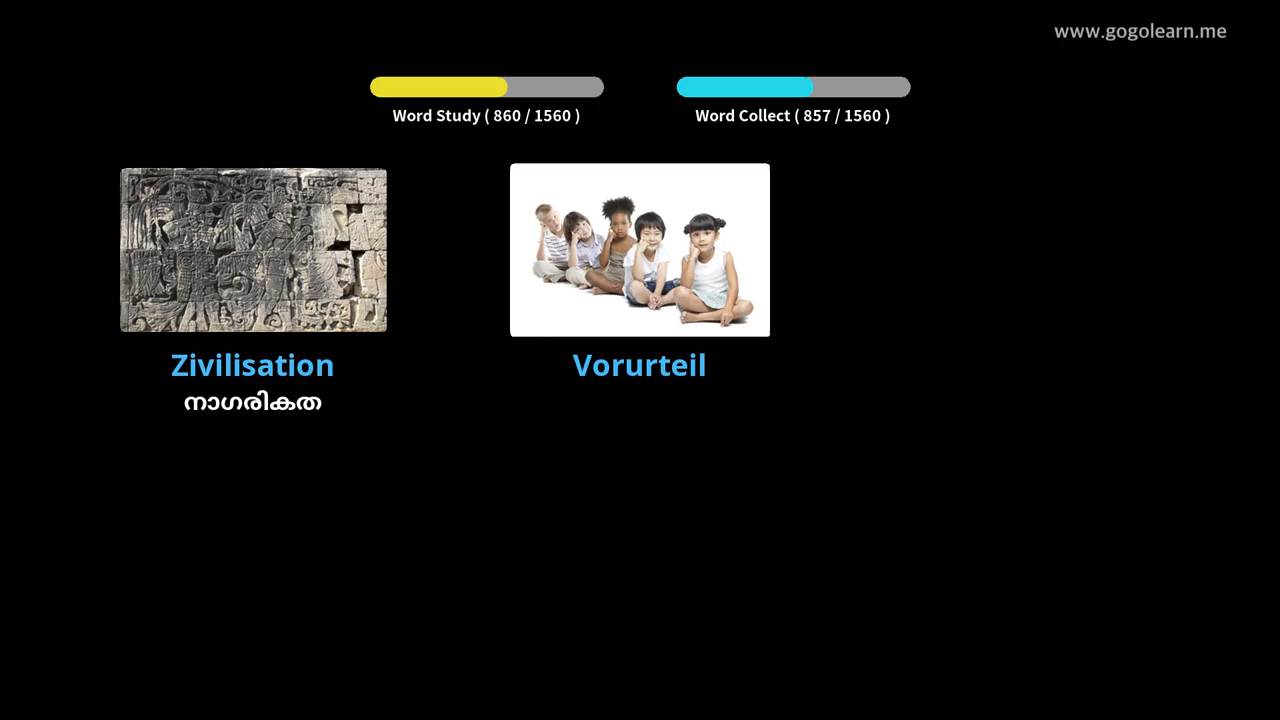 www.gogolearn.me
Word Study ( 860 / 1560 )
Word Collect ( 857 / 1560 )
Zivilisation
നാഗരികത
Vorurteil